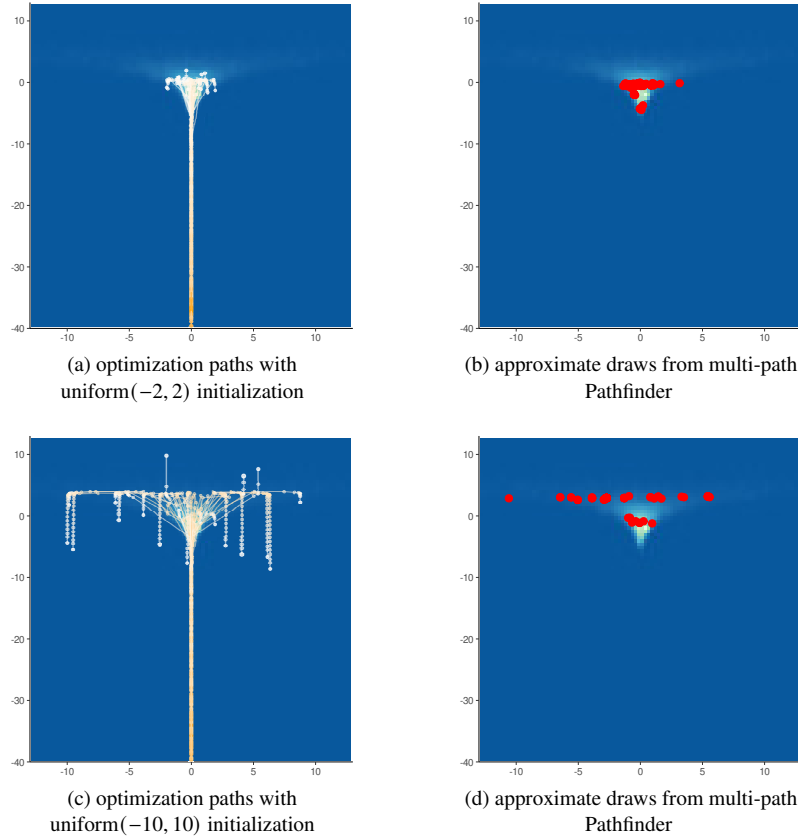 10
0
-10
-20
-30
-40
-10 -5 0 5 10
(a) optimization paths with
uniform(−2, 2) initialization
10
0
-10
-20
-30
-40
-10 -5 0 5 10
(b) approximate draws from multi-path
Pathfinder
10
0
-10
-20
-30
-40
-10 -5 0 5 10
(c) optimization paths with
uniform(−10, 10) initialization
10
0
-10
-20
-30
-40
-10 -5 0 5 10
(d) approximate draws from multi-path
Pathfinder